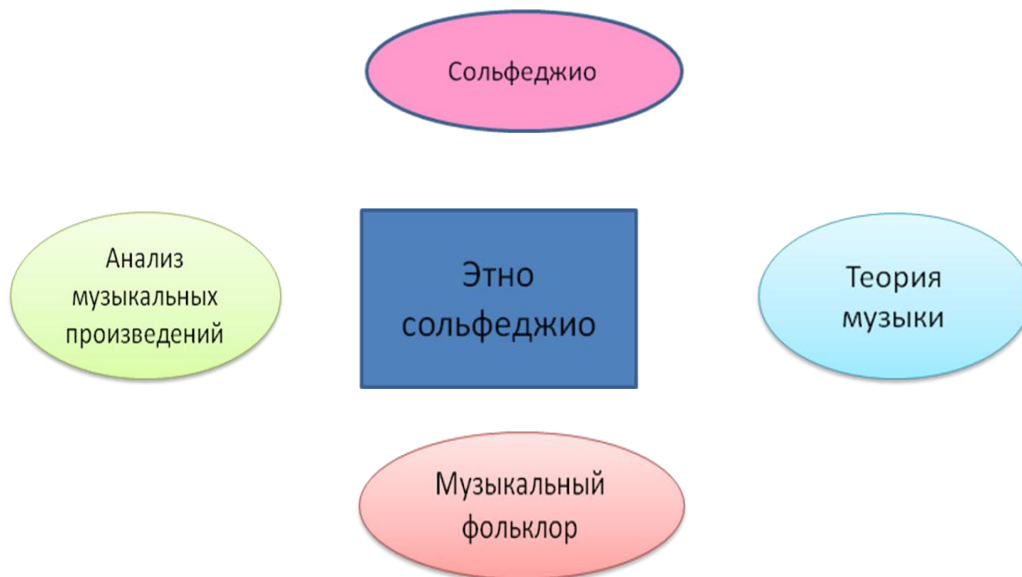 Сольфеджио
Анализ
музыкальных
произведений
Этно
сольфеджио
Теория
музыки
Музыкальный
фольклор